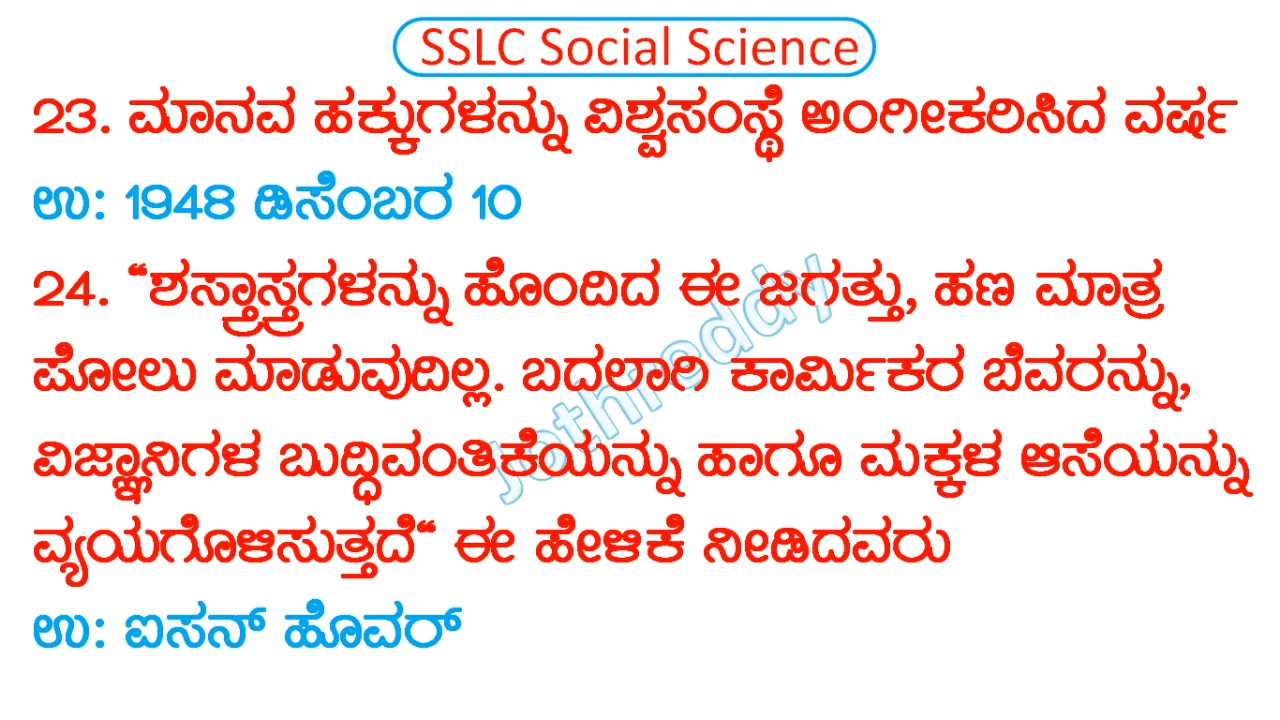 SSLC Social Science
23. ಮಾನವ ಹಕ್ಕುಗಳನ್ನು ವಿಶ್ವಸಂಸ್ಥೆ ಅಂಗೀಕರಿಸಿದ ವರ್ಷ
ಉ: 1948 ಡಿಸೆಂಬರ 10
24. “ಶಸ್ತ್ರಾಸ್ತ್ರಗಳನ್ನು ಹೊಂದಿದ ಈ ಜಗತ್ತು, ಹಣ ಮಾತ್ರ
ಪೋಲು ಮಾಡುವುದಿಲ್ಲ. ಬದಲಾಗಿ ಕಾರ್ಮಿಕರ ಬೆವರನ್ನು,
ವಿಜ್ಞಾನಿಗಳ ಬುದ್ಧಿವಂತಿಕೆಯನ್ನು ಹಾಗೂ ಮಕ್ಕಳ ಆಸೆಯನ್ನು
ವ್ಯಯಗೊಳಿಸುತ್ತದೆ“ ಈ ಹೇಳಿಕೆ ನೀಡಿದವರು
ಉ: ಐಸನ್ ಹೊವರ್
Jothireddy